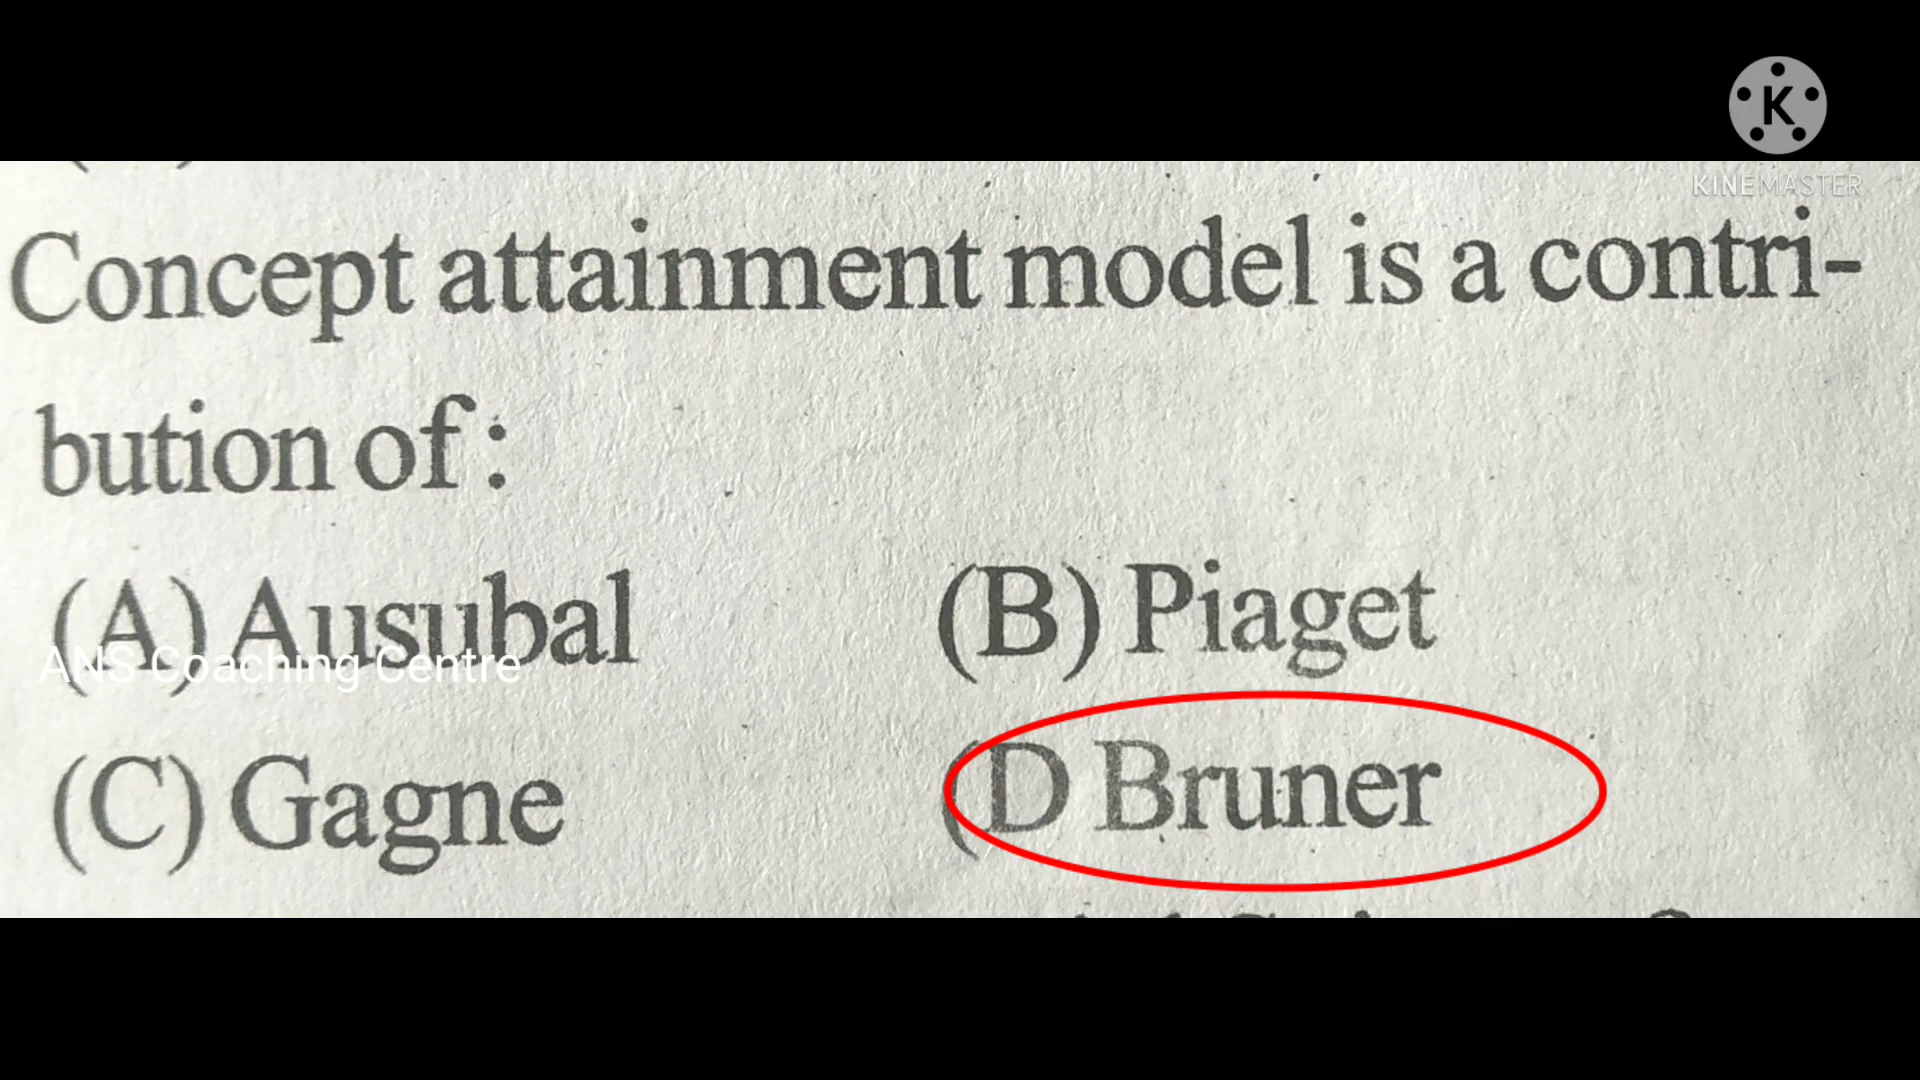 K
KINEMASTER
Concept attainment model is a contri-
bution of :
(A) Ausubal (B) Piaget
ANS Coaching Centre
(C) Gagne (D Bruner